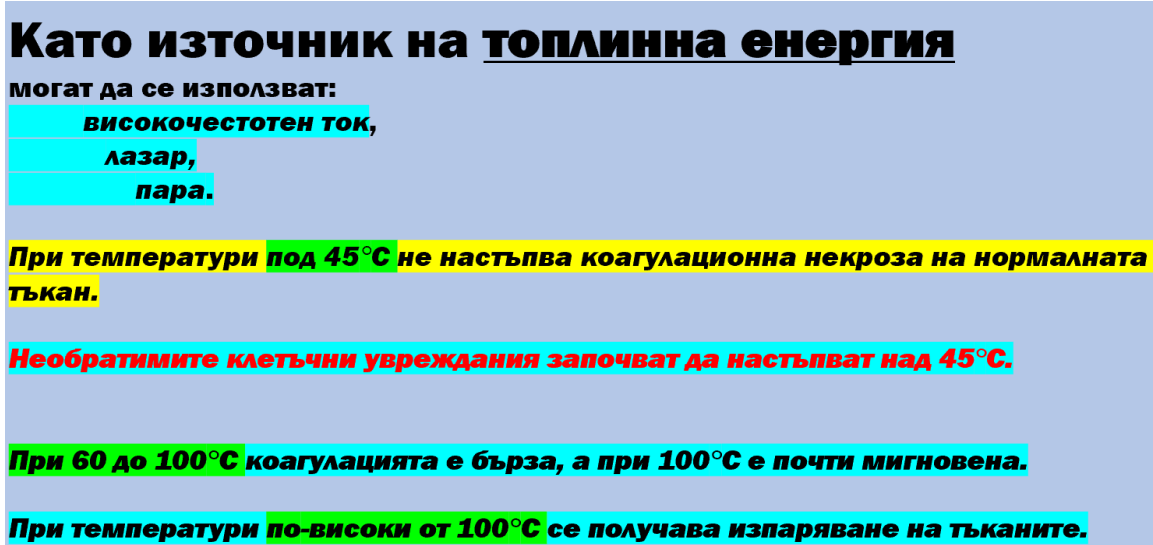 Като източник на топлинна енергия
могат да се използват:
високочестотен ток,
лазар,
пара.
При температури под 45°C не настъпва коагулационна некроза на нормалната
тъкан.
Необратимите клетъчни увреждания започват да настъпват над 45°C.
При 60 до 100°C коагулацията е бърза, а при 100°C е почти мигновена.
При температури по-високи от 100°C се получава изпаряване на тъканите.